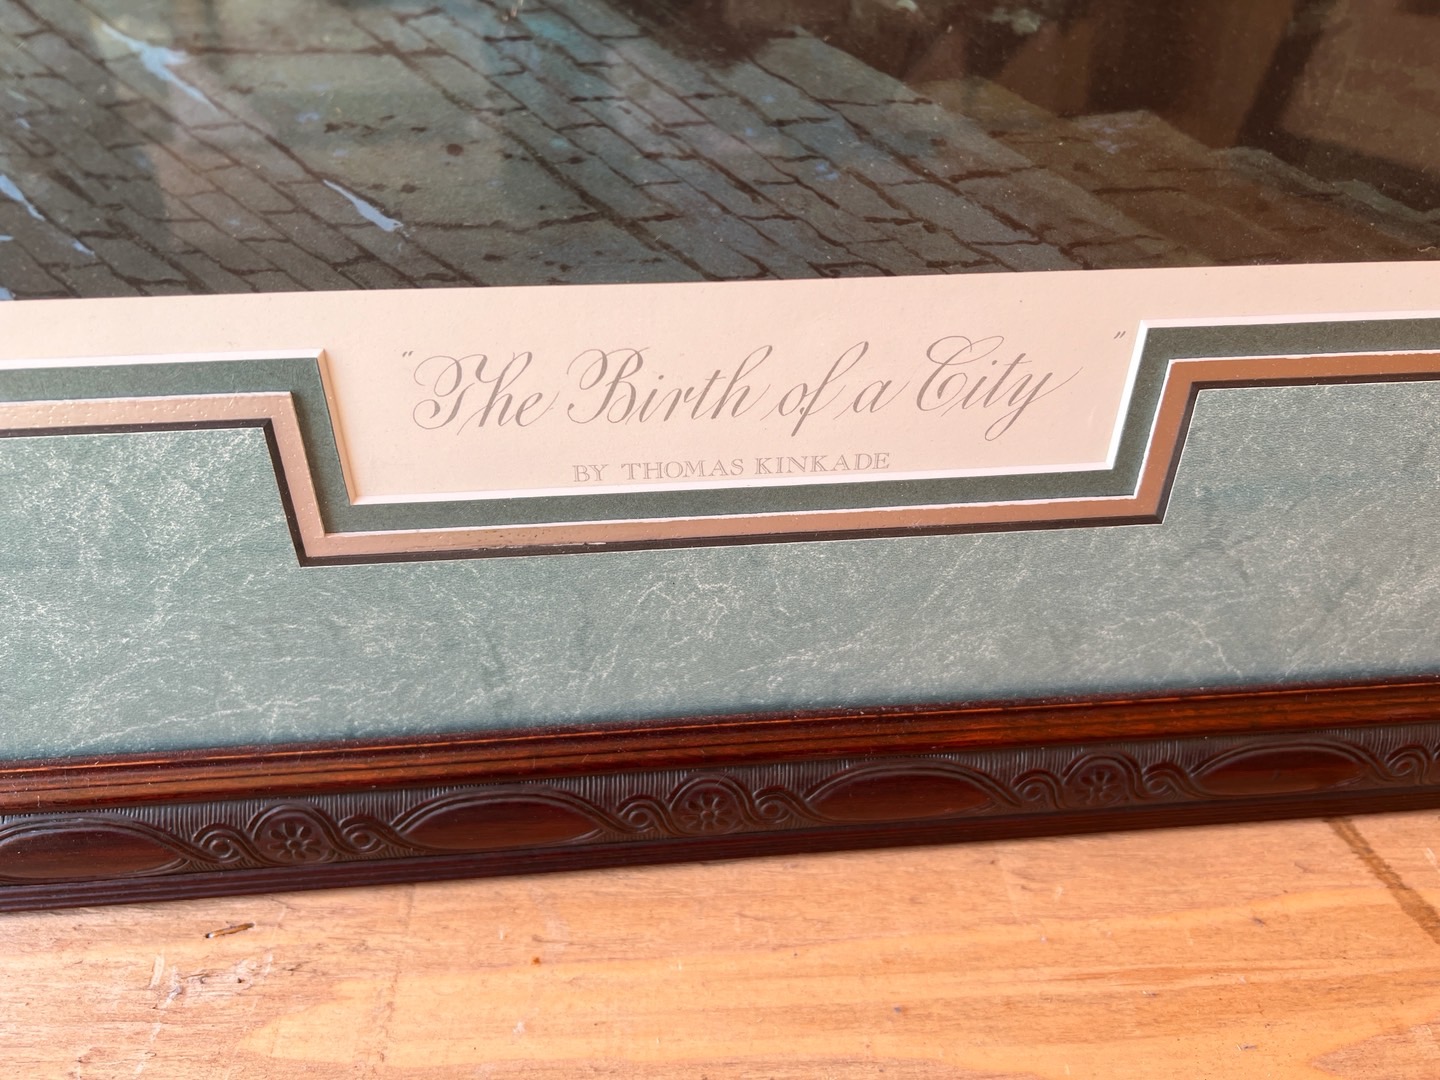 "The Birth of a City"
BY THOMAS KINKADE